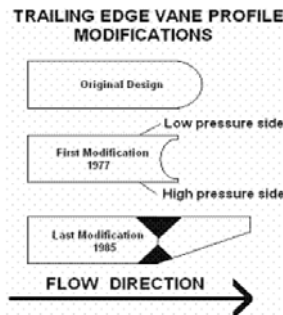 TRAILING EDGE VANE PROFILE
MODIFICATIONS
Original Design
Low pressure side
First Modification
1977
High pressure side
Last Modification
1985
FLOW DIRECTION